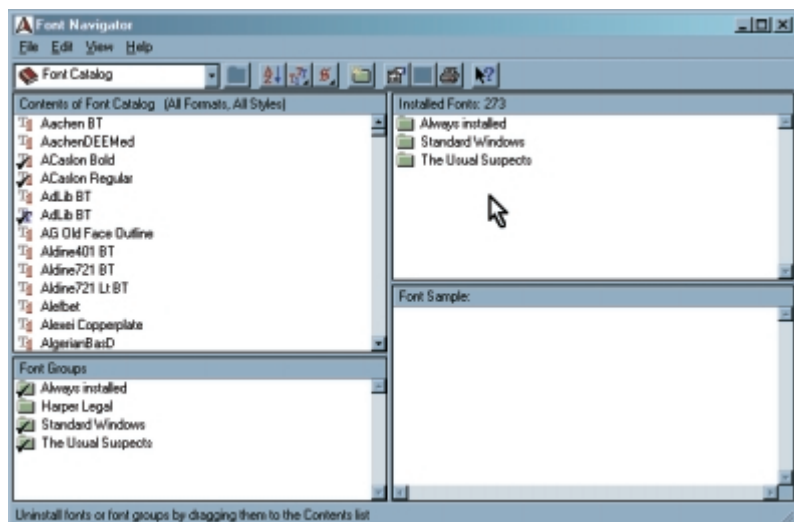 Font Navigator
File Edit View Help
Font Catalog
Contents of Font Catalog (All Formats, All Styles)
Aachen BT
AachenDEEMed
ACaslon Bold
ACaslon Regular
AdLib BT
AdLib BT
AG Old Face Outline
Aldine401 BT
Aldine721 BT
Aldine721 Lt BT
Alefbet
Alexei Copperplate
AlgerianBasD
Font Groups
Always installed
Harper Legal
Standard Windows
The Usual Suspects
Installed Fonts: 273
Always installed
Standard Windows
The Usual Suspects
Font Sample:
Uninstall fonts or font groups by dragging them to the Contents list